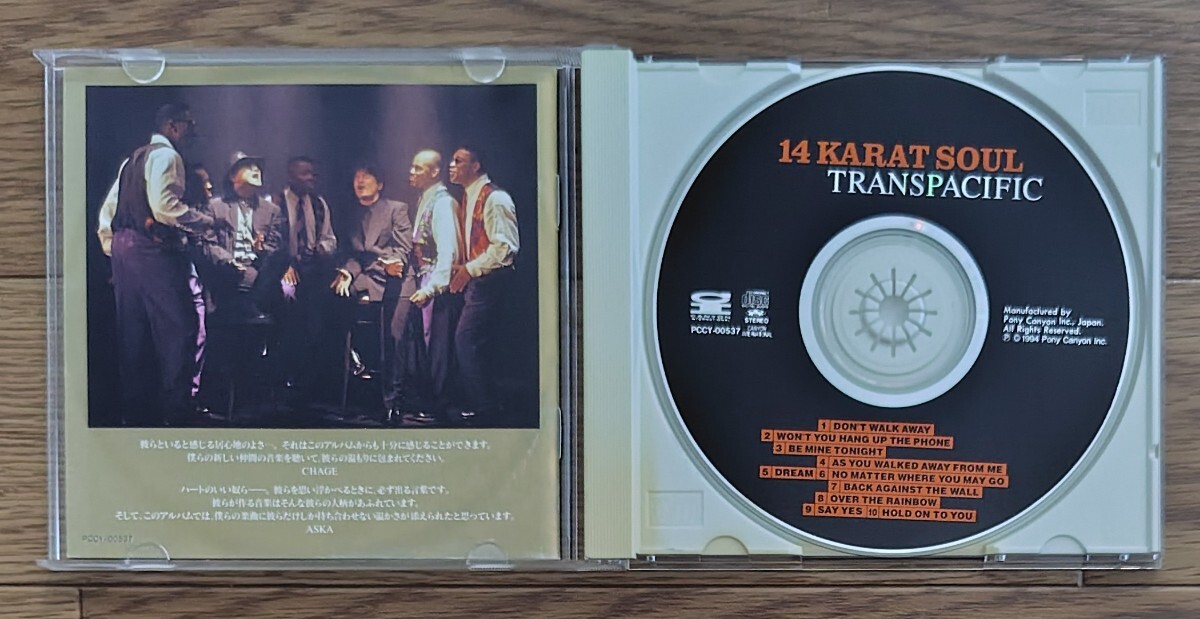 彼らといると感じる居心地のよさ…、それはこのアルバムからも十分に感じることができます。
僕らの新しい仲間の音楽を聴いて、彼らの温もりに包まれてください。
CHAGE
ハートのいい奴ら――。彼らを思い浮かべるときに、必ず出る言葉です。
彼らが作る音楽はそんな彼らの人柄があふれています。
そして、このアルバムでは、僕らの楽曲に彼らだけしか持ち合わせない温かさが添えられたと思っています。
ASKA
PCCY-00537
14 KARAT SOUL
TRANSPACIFIC
COMPACT
disc
DIGITAL AUDIO
STEREO
PCCY-00537
CANYON
INTERNATIONAL
Manufactured by
Pony Canyon Inc., Japan.
All Rights Reserved.
Ⓟ © 1994 Pony Canyon Inc.
1 DON'T WALK AWAY
2 WON'T YOU HANG UP THE PHONE
3 BE MINE TONIGHT
4 AS YOU WALKED AWAY FROM ME
5 DREAM 6 NO MATTER WHERE YOU MAY GO
7 BACK AGAINST THE WALL
8 OVER THE RAINBOW
9 SAY YES 10 HOLD ON TO YOU